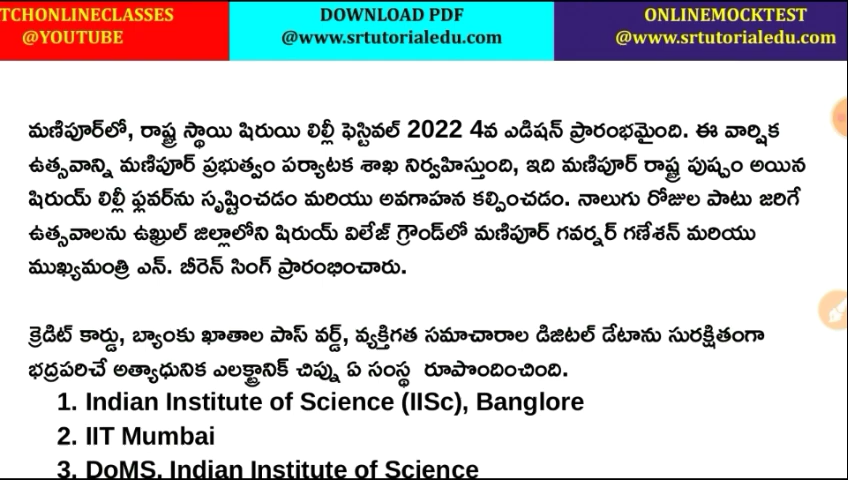 TCHONLINECLASSES
@YOUTUBE
DOWNLOAD PDF
@www.srtutorialedu.com
ONLINEMOCKTEST
@www.srtutorialedu.com
మణిపూర్‌లో, రాష్ట్ర స్థాయి షిరుయి లిల్లీ ఫెస్టివల్ 2022 4వ ఎడిషన్ ప్రారంభమైంది. ఈ వార్షిక
ఉత్సవాన్ని మణిపూర్ ప్రభుత్వం పర్యాటక శాఖ నిర్వహిస్తుంది, ఇది మణిపూర్ రాష్ట్ర పుష్పం అయిన
షిరుయ్ లిల్లీ ఫ్లవర్‌ను సృష్టించడం మరియు అవగాహన కల్పించడం. నాలుగు రోజుల పాటు జరిగే
ఉత్సవాలను ఉఖ్రుల్ జిల్లాలోని షిరుయ్ విలేజ్ గ్రౌండ్‌లో మణిపూర్ గవర్నర్ గణేశన్ మరియు
ముఖ్యమంత్రి ఎన్. బీరెన్ సింగ్ ప్రారంభించారు.
క్రెడిట్ కార్డు, బ్యాంకు ఖాతాల పాస్ వర్డ్, వ్యక్తిగత సమాచారాల డిజిటల్ డేటాను సురక్షితంగా
భద్రపరిచే అత్యాధునిక ఎలక్ట్రానిక్ చిప్ను ఏ సంస్థ రూపొందించింది.
1. Indian Institute of Science (IISc), Banglore
2. IIT Mumbai
3. DoMS, Indian Institute of Science